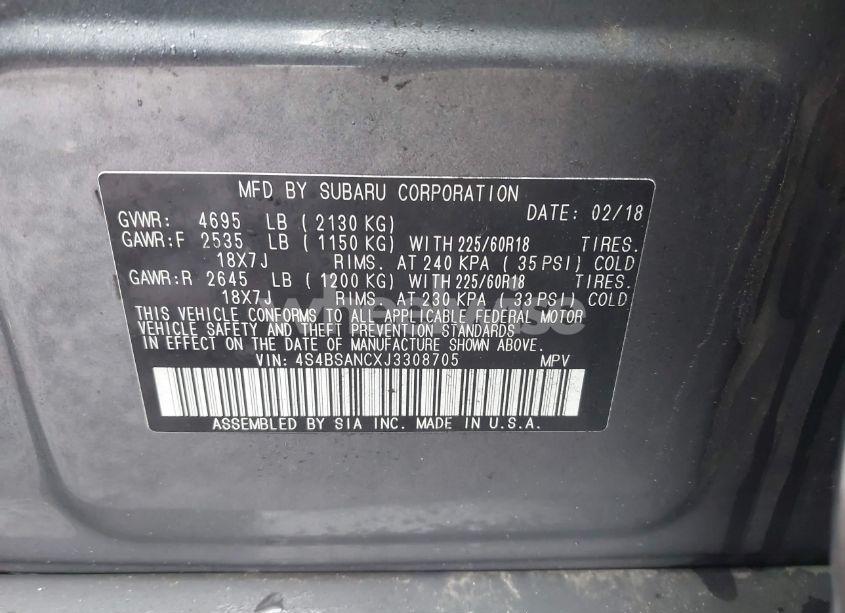 MFD BY SUBARU CORPORATION
GVWR: 4695 LB ( 2130 KG) DATE: 02/18
GAWR:F 2535 LB ( 1150 KG) WITH 225/60R18 TIRES.
18X7J RIMS. AT 240 KPA ( 35 PSI) COLD
GAWR:R 2645 LB ( 1200 KG) WITH 225/60R18 TIRES.
18X7J RIMS. AT 230 KPA ( 33 PSI) COLD
THIS VEHICLE CONFORMS TO ALL APPLICABLE FEDERAL MOTOR
VEHICLE SAFETY AND THEFT PREVENTION STANDARDS
IN EFFECT ON THE DATE OF MANUFACTURE SHOWN ABOVE.
VIN: 4S4BSANCXJ3308705 MPV
ASSEMBLED BY SIA INC. MADE IN U.S.A.